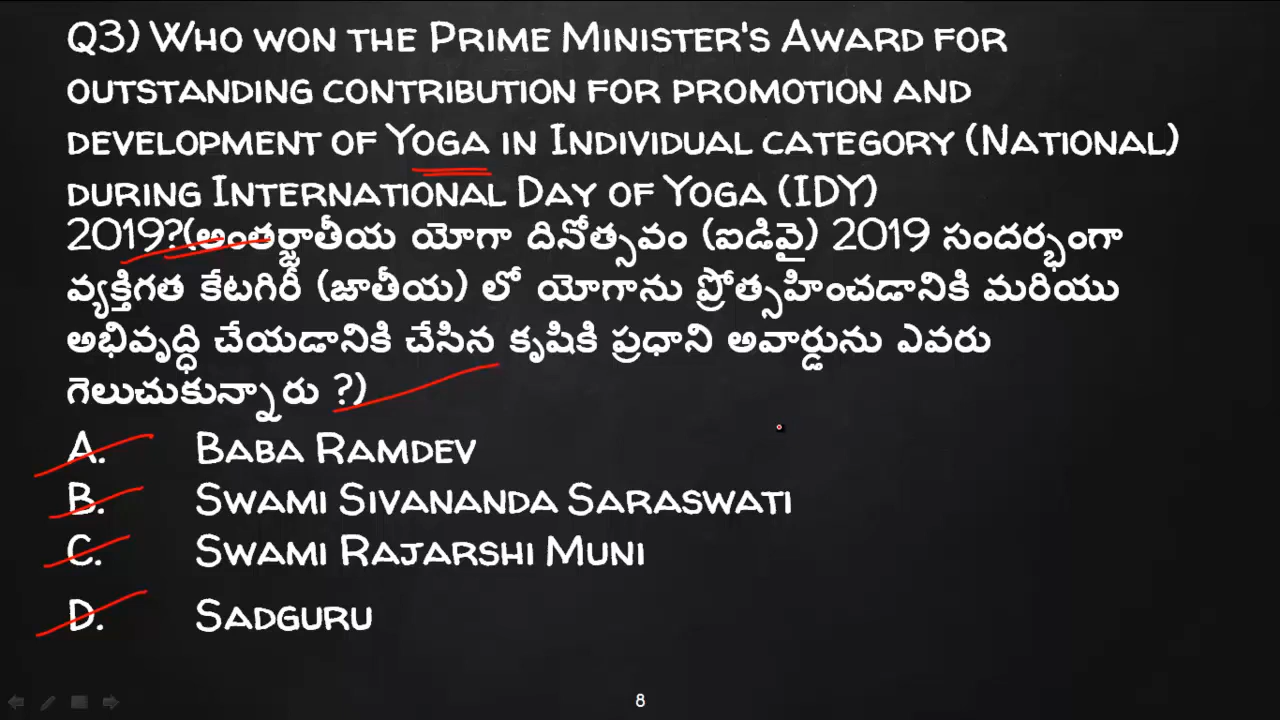 Q3) Who won the Prime Minister's Award for
outstanding contribution for promotion and
development of Yoga in Individual category (National)
during International Day of Yoga (IDY)
2019?(అంతర్జాతీయ యోగా దినోత్సవం (ఐడివై) 2019 సందర్భంగా
వ్యక్తిగత కేటగిరీ (జాతీయ) లో యోగాను ప్రోత్సహించడానికి మరియు
అభివృద్ధి చేయడానికి చేసిన కృషికి ప్రధాని అవార్డును ఎవరు
గెలుచుకున్నారు ?)
A. Baba Ramdev
B. Swami Sivananda Saraswati
C. Swami Rajarshi Muni
D. Sadguru
8